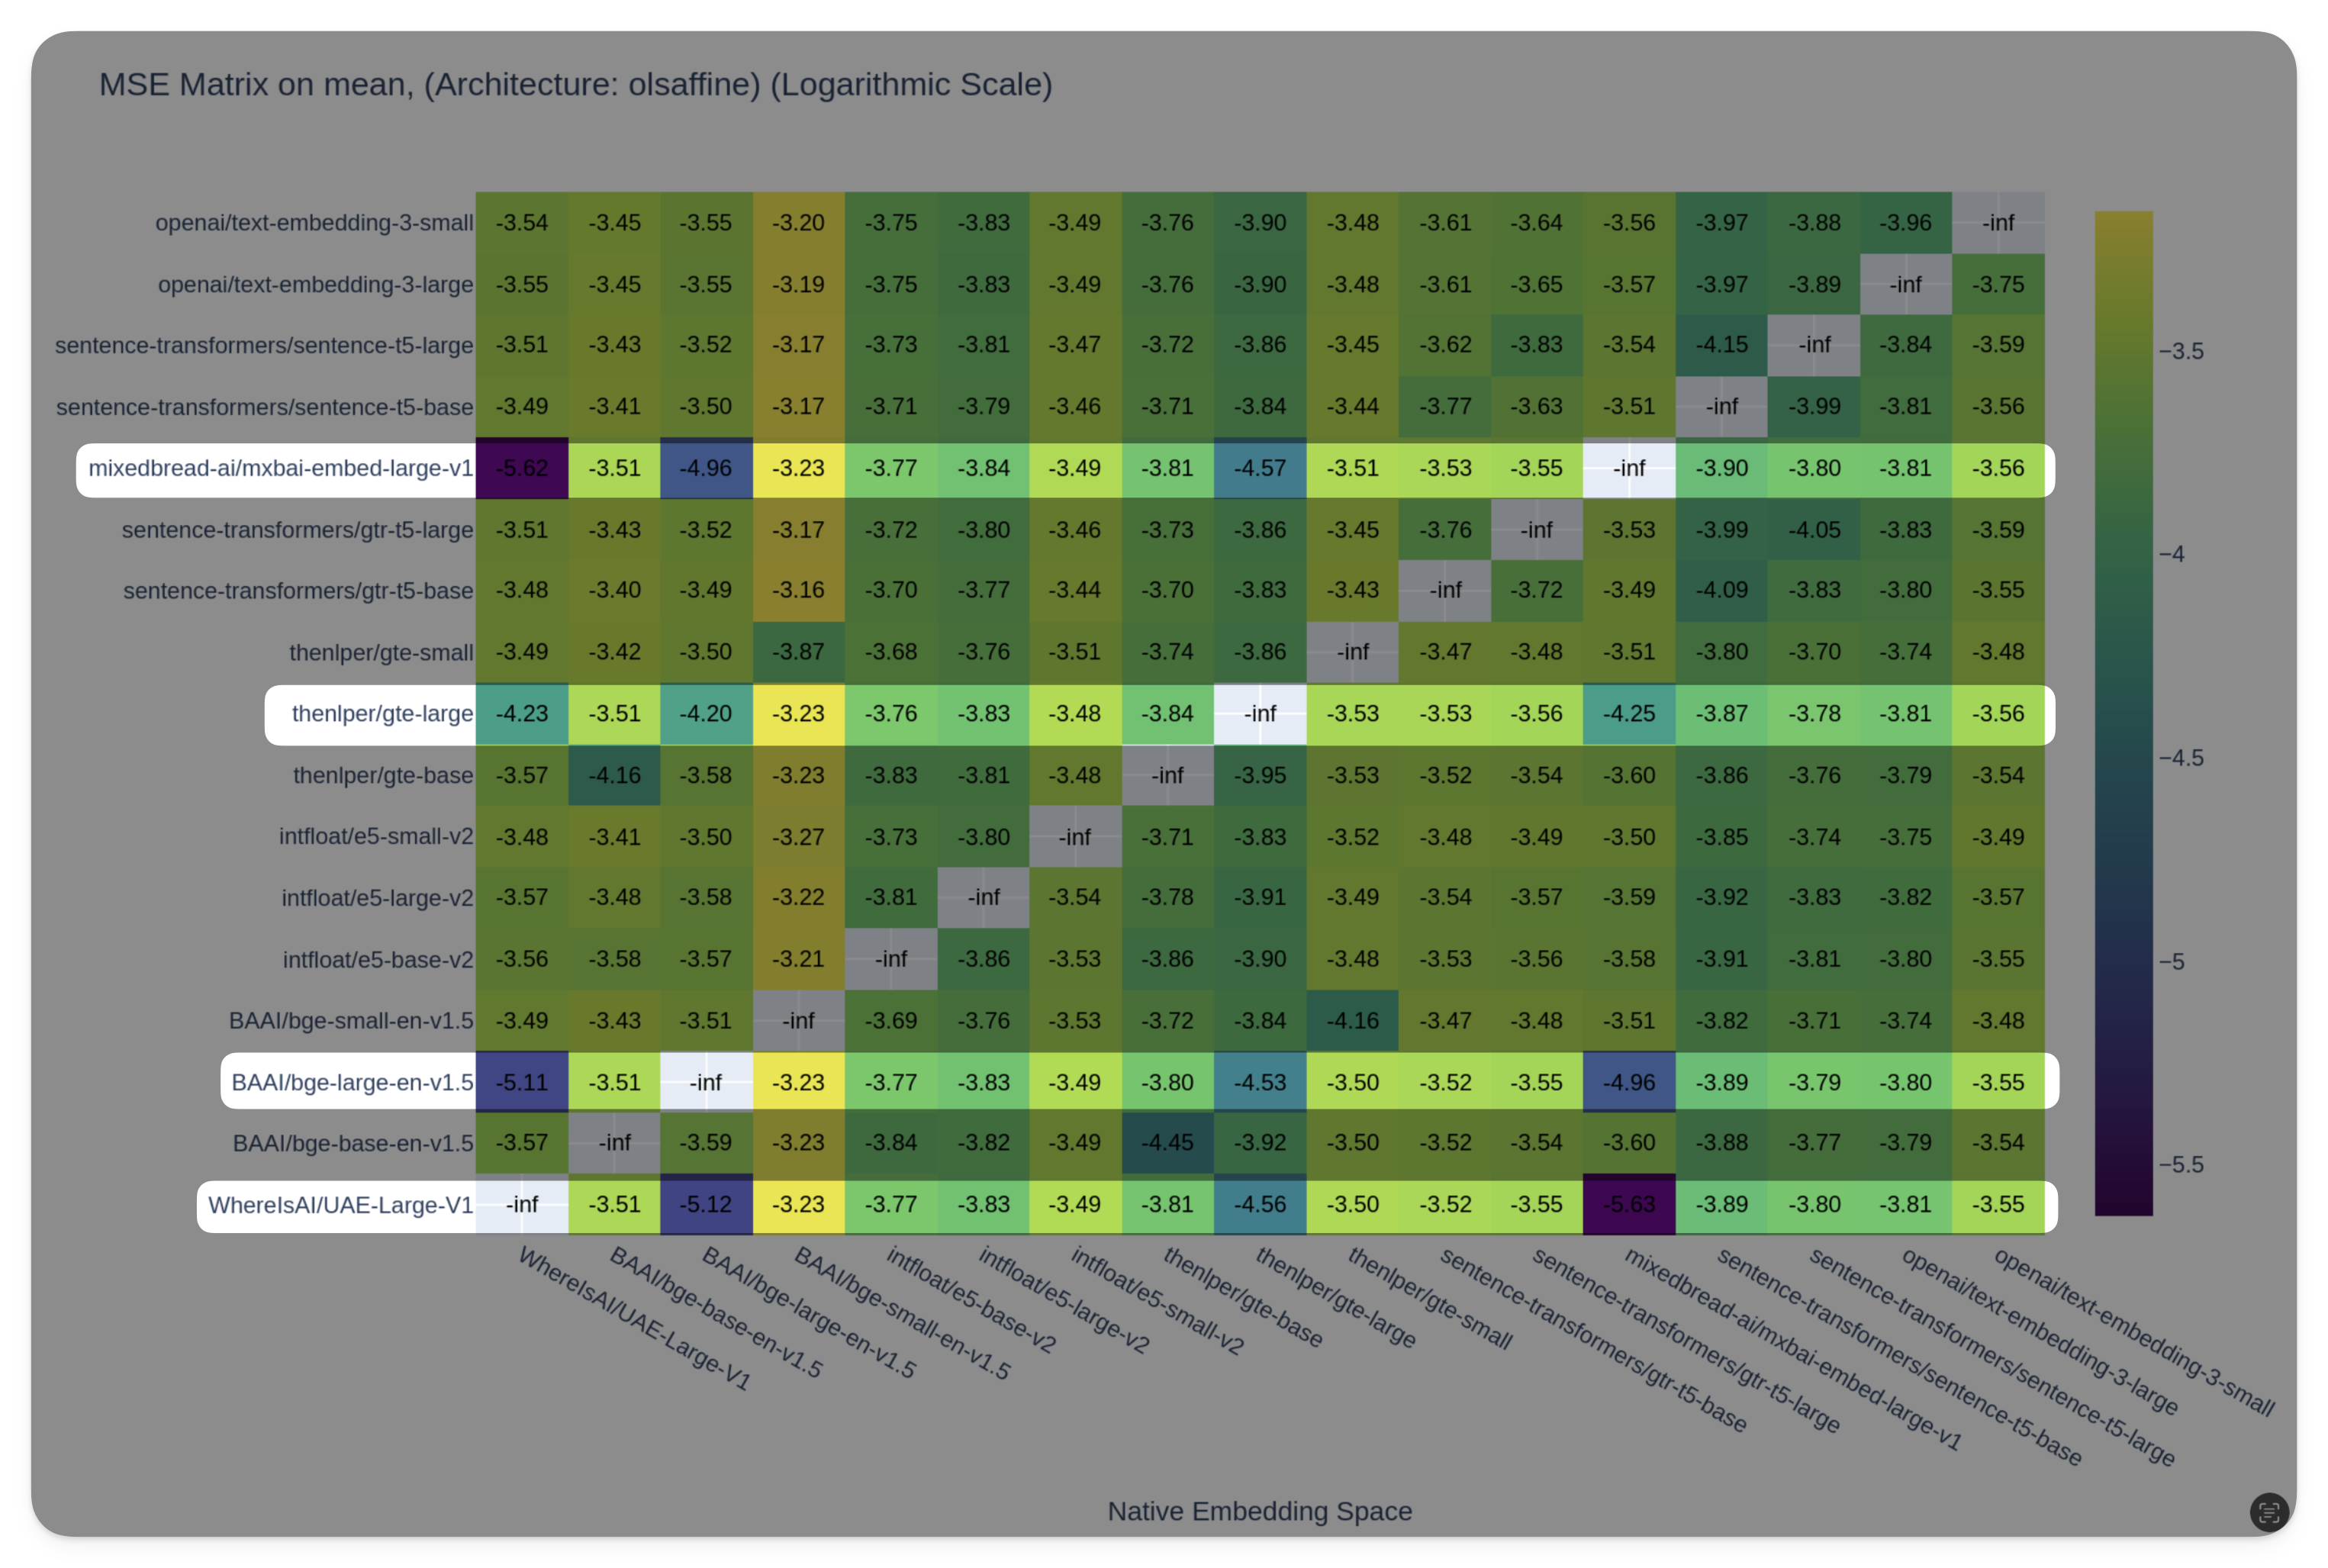 MSE Matrix on mean, (Architecture: olsaffine) (Logarithmic Scale)
openai/text-embedding-3-small -3.54 -3.45 -3.55 -3.20 -3.75 -3.83 -3.49 -3.76 -3.90 -3.48 -3.61 -3.64 -3.56 -3.97 -3.88 -3.96 -inf
openai/text-embedding-3-large -3.55 -3.45 -3.55 -3.19 -3.75 -3.83 -3.49 -3.76 -3.90 -3.48 -3.61 -3.65 -3.57 -3.97 -3.89 -inf -3.75
sentence-transformers/sentence-t5-large -3.51 -3.43 -3.52 -3.17 -3.73 -3.81 -3.47 -3.72 -3.86 -3.45 -3.62 -3.83 -3.54 -4.15 -inf -3.84 -3.59
sentence-transformers/sentence-t5-base -3.49 -3.41 -3.50 -3.17 -3.71 -3.79 -3.46 -3.71 -3.84 -3.44 -3.77 -3.63 -3.51 -inf -3.99 -3.81 -3.56
mixedbread-ai/mxbai-embed-large-v1 -5.62 -3.51 -4.96 -3.23 -3.77 -3.84 -3.49 -3.81 -4.57 -3.51 -3.53 -3.55 -inf -3.90 -3.80 -3.81 -3.56
sentence-transformers/gtr-t5-large -3.51 -3.43 -3.52 -3.17 -3.72 -3.80 -3.46 -3.73 -3.86 -3.45 -3.76 -inf -3.53 -3.99 -4.05 -3.83 -3.59
sentence-transformers/gtr-t5-base -3.48 -3.40 -3.49 -3.16 -3.70 -3.77 -3.44 -3.70 -3.83 -3.43 -inf -3.72 -3.49 -4.09 -3.83 -3.80 -3.55
thenlper/gte-small -3.49 -3.42 -3.50 -3.87 -3.68 -3.76 -3.51 -3.74 -3.86 -inf -3.47 -3.48 -3.51 -3.80 -3.70 -3.74 -3.48
thenlper/gte-large -4.23 -3.51 -4.20 -3.23 -3.76 -3.83 -3.48 -3.84 -inf -3.53 -3.53 -3.56 -4.25 -3.87 -3.78 -3.81 -3.56
thenlper/gte-base -3.57 -4.16 -3.58 -3.23 -3.83 -3.81 -3.48 -inf -3.95 -3.53 -3.52 -3.54 -3.60 -3.86 -3.76 -3.79 -3.54
intfloat/e5-small-v2 -3.48 -3.41 -3.50 -3.27 -3.73 -3.80 -inf -3.71 -3.83 -3.52 -3.48 -3.49 -3.50 -3.85 -3.74 -3.75 -3.49
intfloat/e5-large-v2 -3.57 -3.48 -3.58 -3.22 -3.81 -inf -3.54 -3.78 -3.91 -3.49 -3.54 -3.57 -3.59 -3.92 -3.83 -3.82 -3.57
intfloat/e5-base-v2 -3.56 -3.58 -3.57 -3.21 -inf -3.86 -3.53 -3.86 -3.90 -3.48 -3.53 -3.56 -3.58 -3.91 -3.81 -3.80 -3.55
BAAI/bge-small-en-v1.5 -3.49 -3.43 -3.51 -inf -3.69 -3.76 -3.53 -3.72 -3.84 -4.16 -3.47 -3.48 -3.51 -3.82 -3.71 -3.74 -3.48
BAAI/bge-large-en-v1.5 -5.11 -3.51 -inf -3.23 -3.77 -3.83 -3.49 -3.80 -4.53 -3.50 -3.52 -3.55 -4.96 -3.89 -3.79 -3.80 -3.55
BAAI/bge-base-en-v1.5 -3.57 -inf -3.59 -3.23 -3.84 -3.82 -3.49 -4.45 -3.92 -3.50 -3.52 -3.54 -3.60 -3.88 -3.77 -3.79 -3.54
WhereIsAI/UAE-Large-V1 -inf -3.51 -5.12 -3.23 -3.77 -3.83 -3.49 -3.81 -4.56 -3.50 -3.52 -3.55 -5.63 -3.89 -3.80 -3.81 -3.55
WhereIsAI/UAE-Large-V1
BAAI/bge-base-en-v1.5
BAAI/bge-large-en-v1.5
BAAI/bge-small-en-v1.5
intfloat/e5-base-v2
intfloat/e5-large-v2
intfloat/e5-small-v2
thenlper/gte-base
thenlper/gte-large
thenlper/gte-small
sentence-transformers/gtr-t5-base
sentence-transformers/gtr-t5-large
mixedbread-ai/mxbai-embed-large-v1
sentence-transformers/sentence-t5-base
sentence-transformers/sentence-t5-large
openai/text-embedding-3-large
openai/text-embedding-3-small
−3.5
−4
−4.5
−5
−5.5
Native Embedding Space